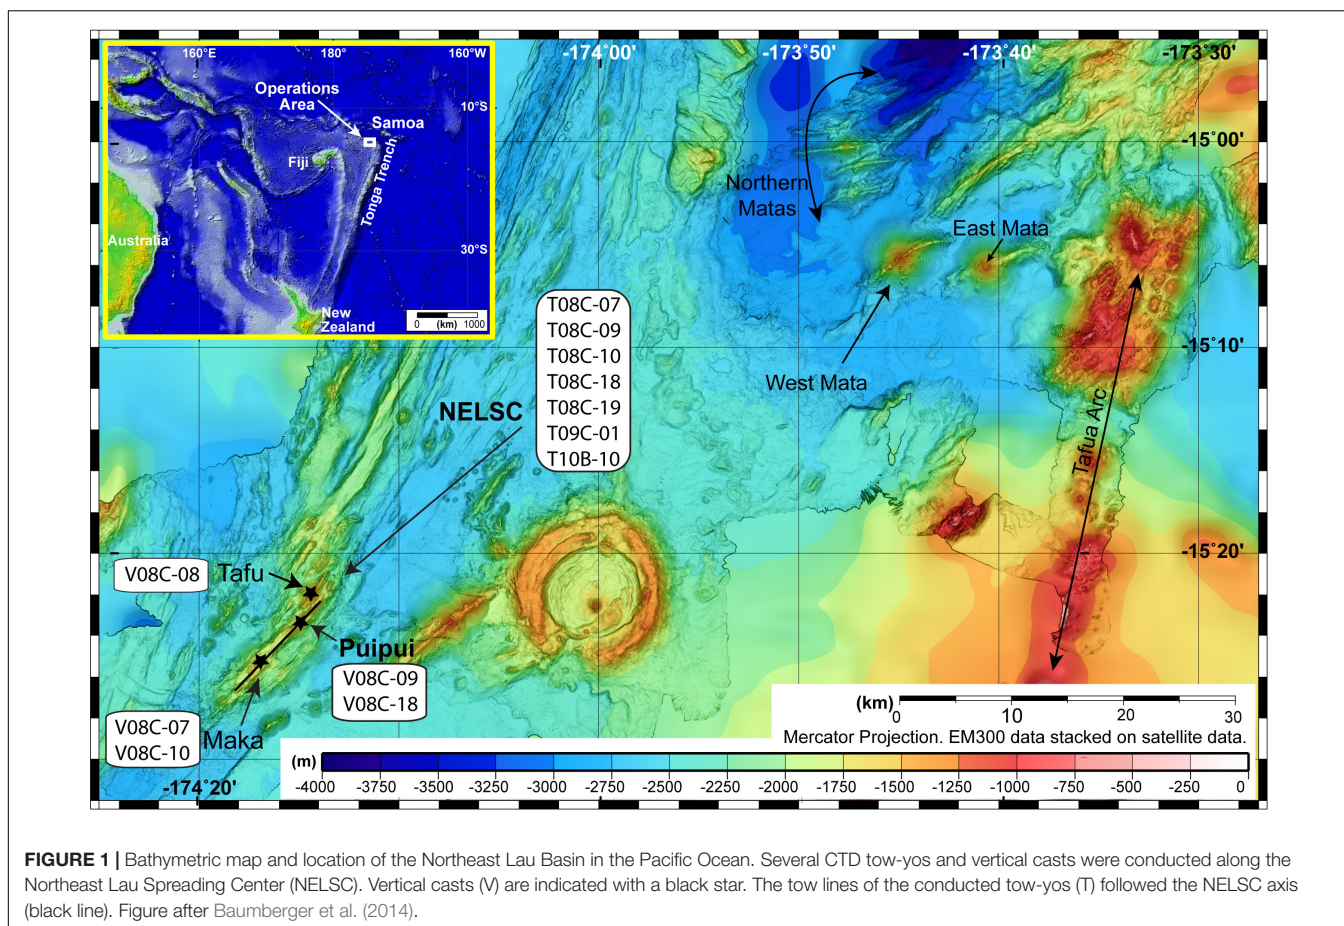 160°E
180°
160°W
Operations
Area
10°S
Samoa
Fiji
Tonga Trench
Australia
30°S
New
Zealand
0 (km) 1000
-174°00'
-173°50'
-173°40'
-173°30'
-15°00'
Northern
Matas
East Mata
West Mata
-15°10'
Tafua Arc
T08C-07
T08C-09
T08C-10
T08C-18
T08C-19
T09C-01
T10B-10
NELSC
-15°20'
V08C-08
Tafu
Puipui
V08C-09
V08C-18
V08C-07
V08C-10
Maka
-174°20'
(km)
0 10 20 30
Mercator Projection. EM300 data stacked on satellite data.
(m)
-4000 -3750 -3500 -3250 -3000 -2750 -2500 -2250 -2000 -1750 -1500 -1250 -1000 -750 -500 -250 0
FIGURE 1 | Bathymetric map and location of the Northeast Lau Basin in the Pacific Ocean. Several CTD tow-yos and vertical casts were conducted along the
Northeast Lau Spreading Center (NELSC). Vertical casts (V) are indicated with a black star. The tow lines of the conducted tow-yos (T) followed the NELSC axis
(black line). Figure after Baumberger et al. (2014).